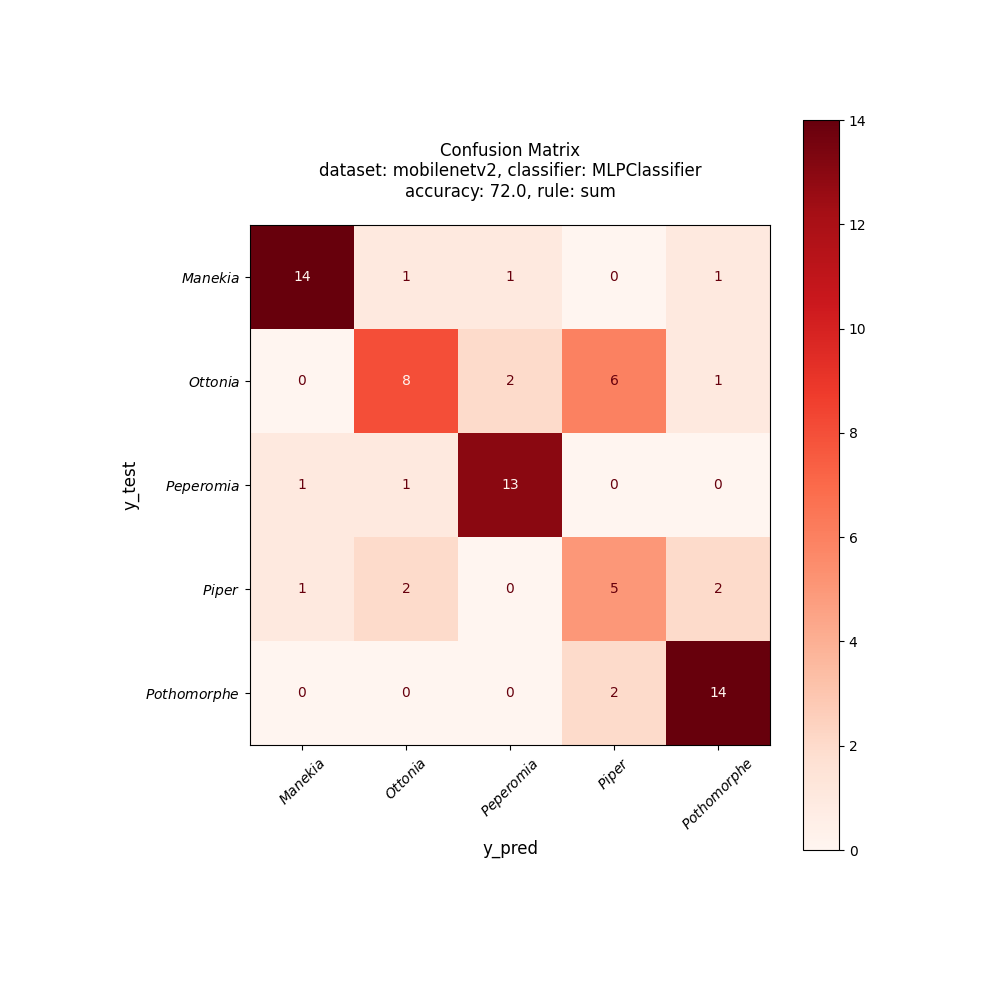 Confusion Matrix
dataset: mobilenetv2, classifier: MLPClassifier
accuracy: 72.0, rule: sum
Manekia 14 1 1 0 1
Ottonia 0 8 2 6 1
Peperomia 1 1 13 0 0
Piper 1 2 0 5 2
Pothomorphe 0 0 0 2 14
Manekia Ottonia Peperomia Piper Pothomorphe
y_pred
y_test
14
12
10
8
6
4
2
0